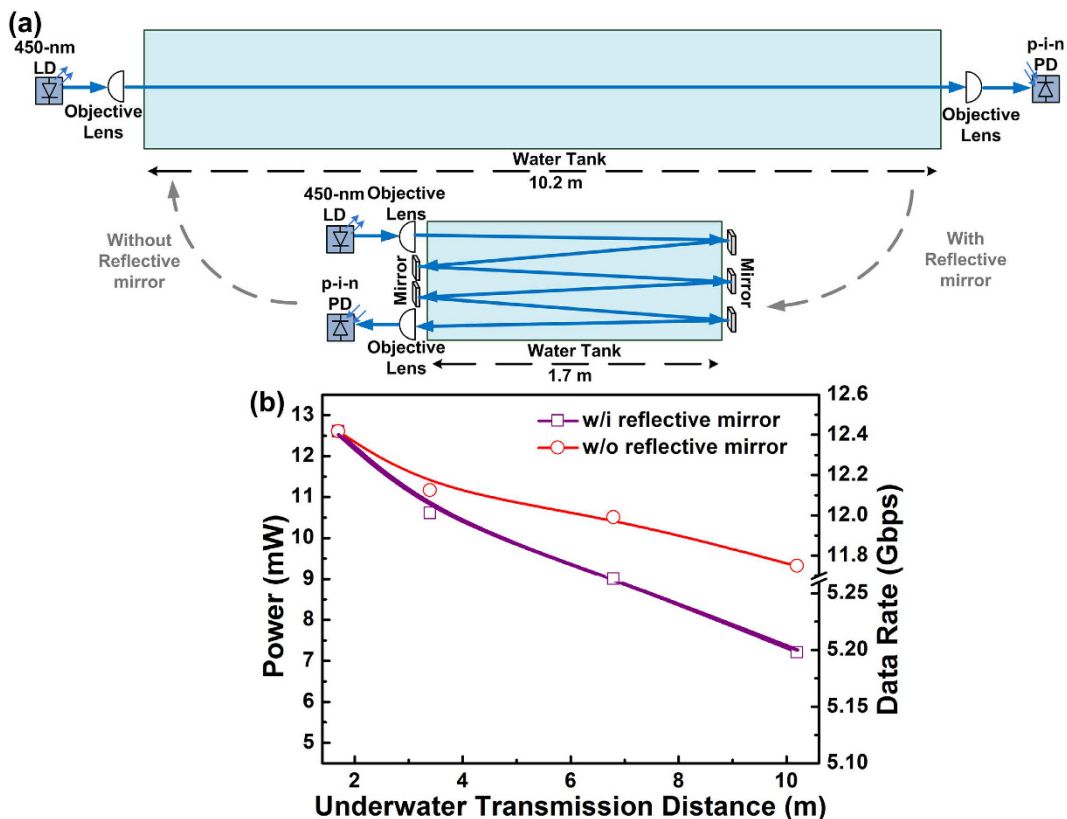 (a)
450-nm
LD
Objective
Lens
p-i-n
PD
Objective
Lens
Water Tank
10.2 m
450-nm
LD
Objective
Lens
Without
Reflective
mirror
With
Reflective
mirror
Mirror
Mirror
p-i-n
PD
Objective
Lens
Water Tank
1.7 m
(b)
w/i reflective mirror
w/o reflective mirror
Power (mW)
13
12
11
10
9
8
7
6
5
Data Rate (Gbps)
12.6
12.4
12.2
12.0
11.8
5.25
5.20
5.15
5.10
2 4 6 8 10
Underwater Transmission Distance (m)